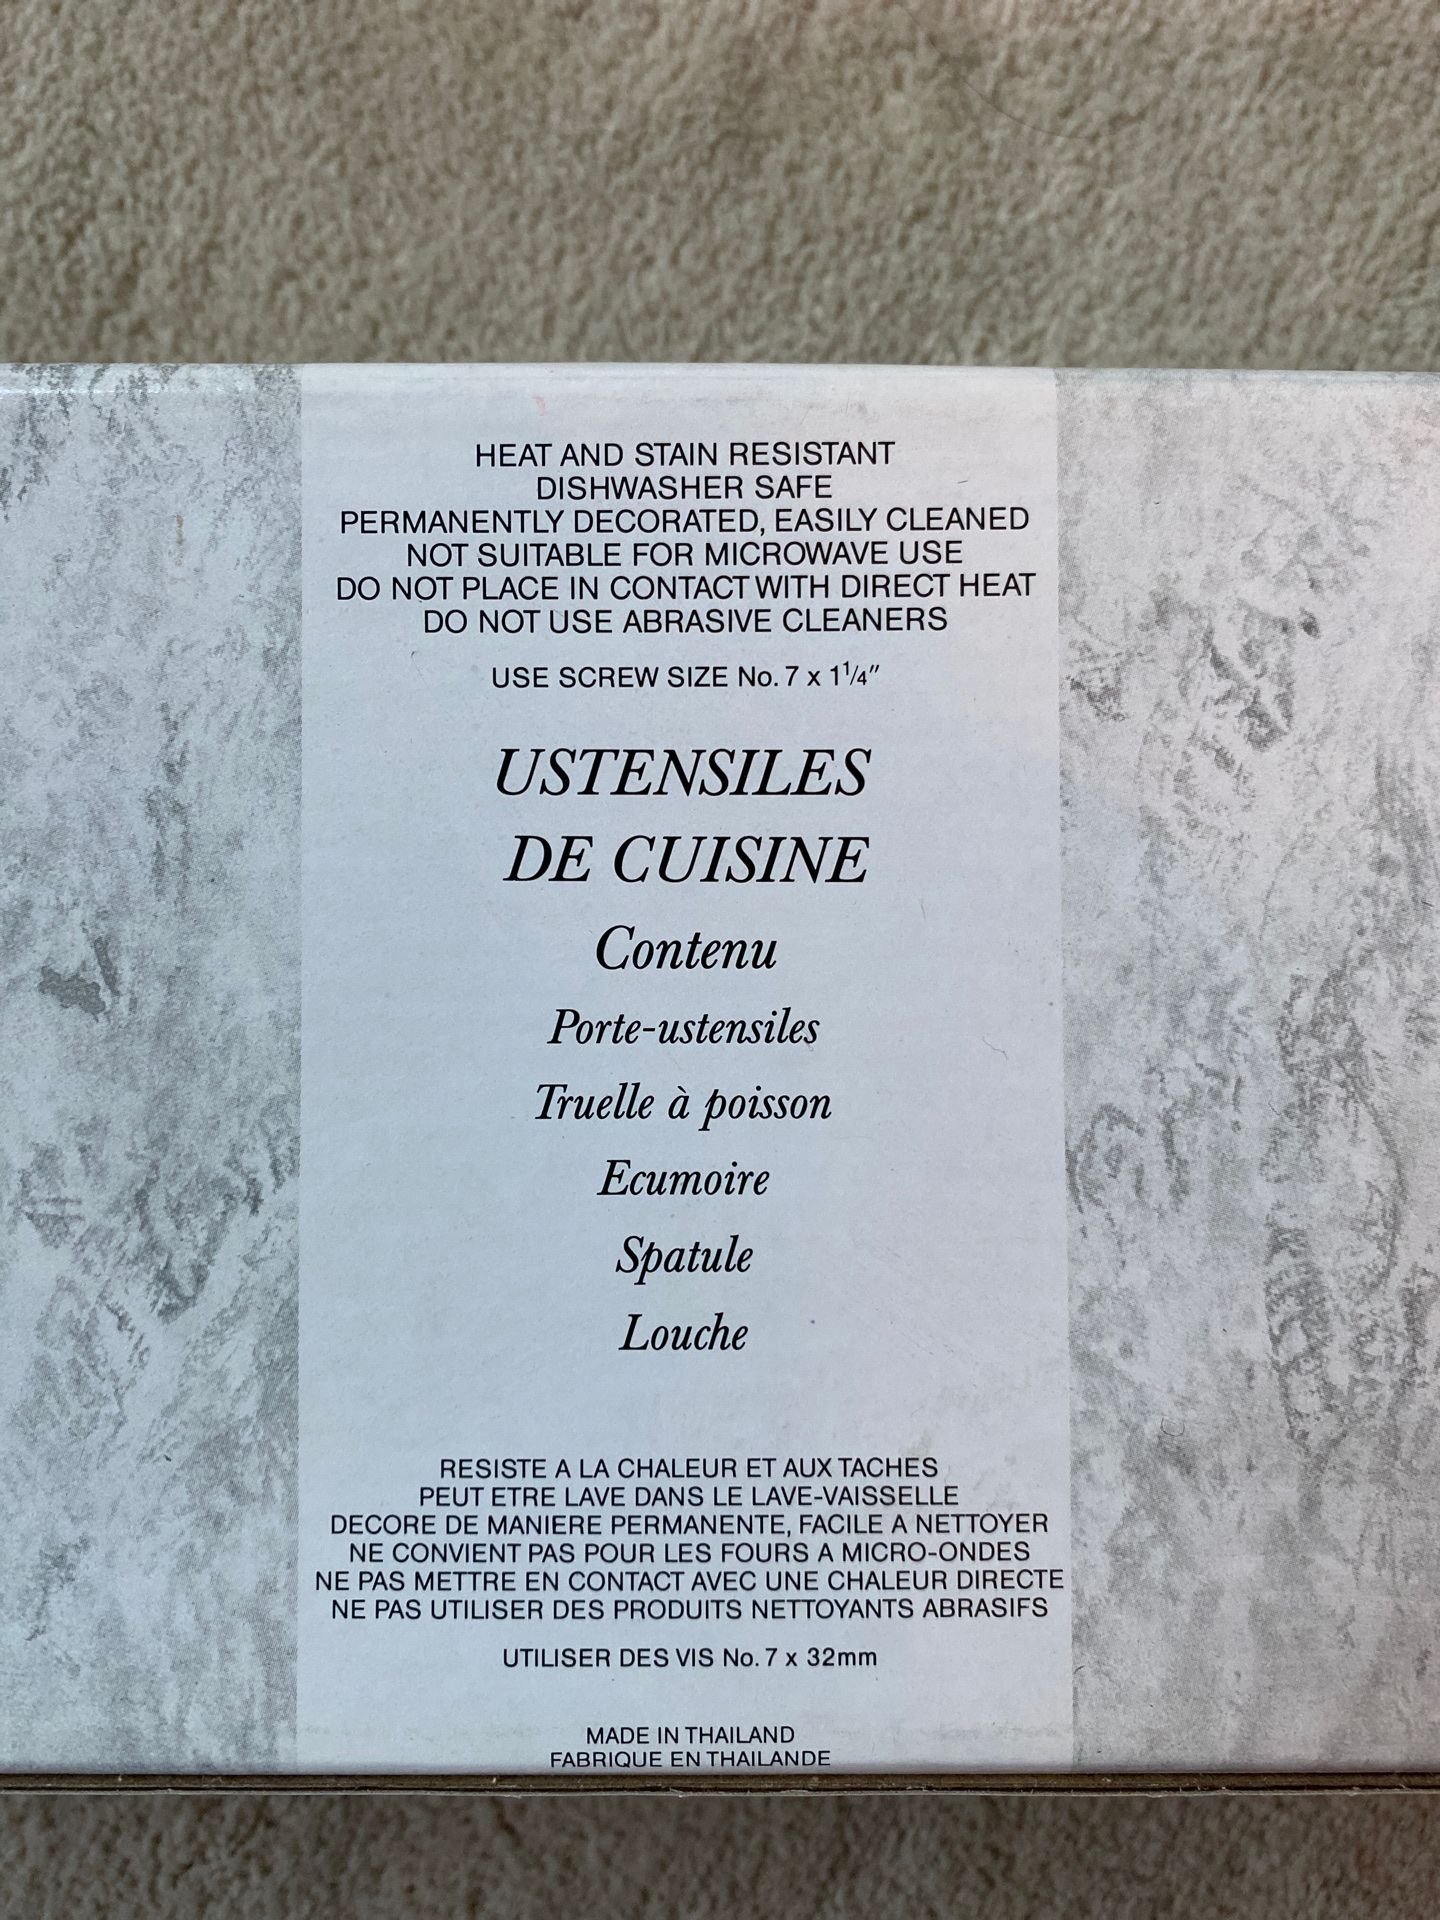 HEAT AND STAIN RESISTANT
DISHWASHER SAFE
PERMANENTLY DECORATED, EASILY CLEANED
NOT SUITABLE FOR MICROWAVE USE
DO NOT PLACE IN CONTACT WITH DIRECT HEAT
DO NOT USE ABRASIVE CLEANERS
USE SCREW SIZE No. 7 x 1¹/₄″
USTENSILES
DE CUISINE
Contenu
Porte-ustensiles
Truelle à poisson
Ecumoire
Spatule
Louche
RESISTE A LA CHALEUR ET AUX TACHES
PEUT ETRE LAVE DANS LE LAVE-VAISSELLE
DECORE DE MANIERE PERMANENTE, FACILE A NETTOYER
NE CONVIENT PAS POUR LES FOURS A MICRO-ONDES
NE PAS METTRE EN CONTACT AVEC UNE CHALEUR DIRECTE
NE PAS UTILISER DES PRODUITS NETTOYANTS ABRASIFS
UTILISER DES VIS No. 7 x 32mm
MADE IN THAILAND
FABRIQUE EN THAILANDE